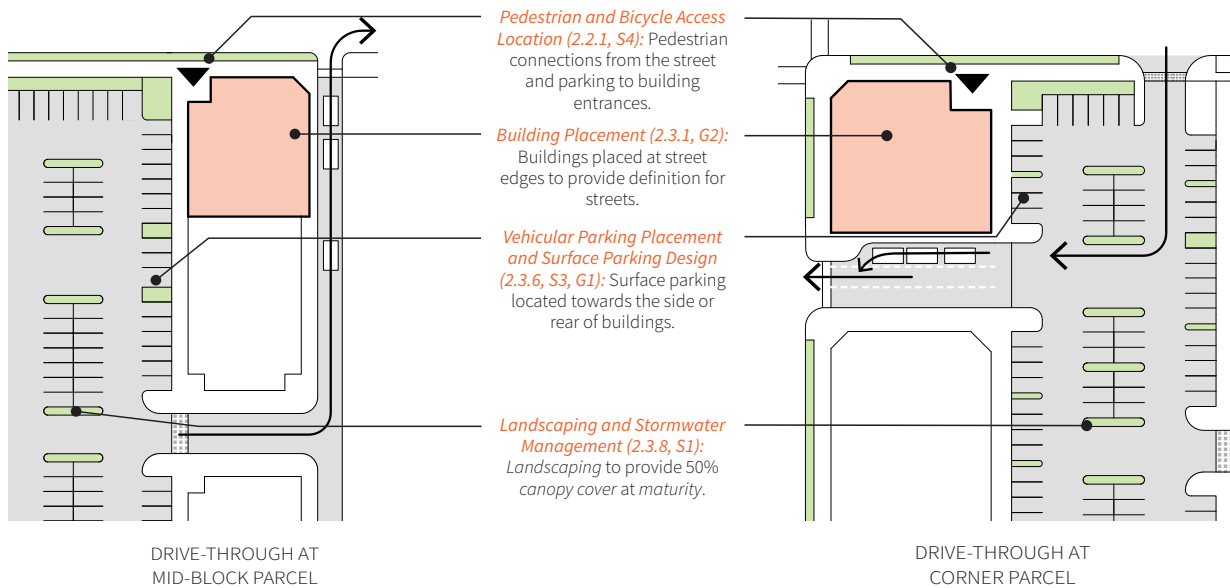 Pedestrian and Bicycle Access
Location (2.2.1, S4): Pedestrian
connections from the street
and parking to building
entrances.
Building Placement (2.3.1, G2):
Buildings placed at street
edges to provide definition for
streets.
Vehicular Parking Placement
and Surface Parking Design
(2.3.6, S3, G1): Surface parking
located towards the side or
rear of buildings.
Landscaping and Stormwater
Management (2.3.8, S1):
Landscaping to provide 50%
canopy cover at maturity.
DRIVE-THROUGH AT
MID-BLOCK PARCEL
DRIVE-THROUGH AT
CORNER PARCEL